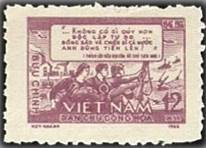 "... KHÔNG CÓ GÌ QUÝ HƠN
ĐỘC LẬP TỰ DO...
ĐỒNG BÀO VÀ CHIẾN SĨ CẢ NƯỚC
ANH DŨNG TIẾN LÊN!"
BƯU CHÍNH
VIỆT NAM
DÂN CHỦ CỘNG HÒA
12
XU